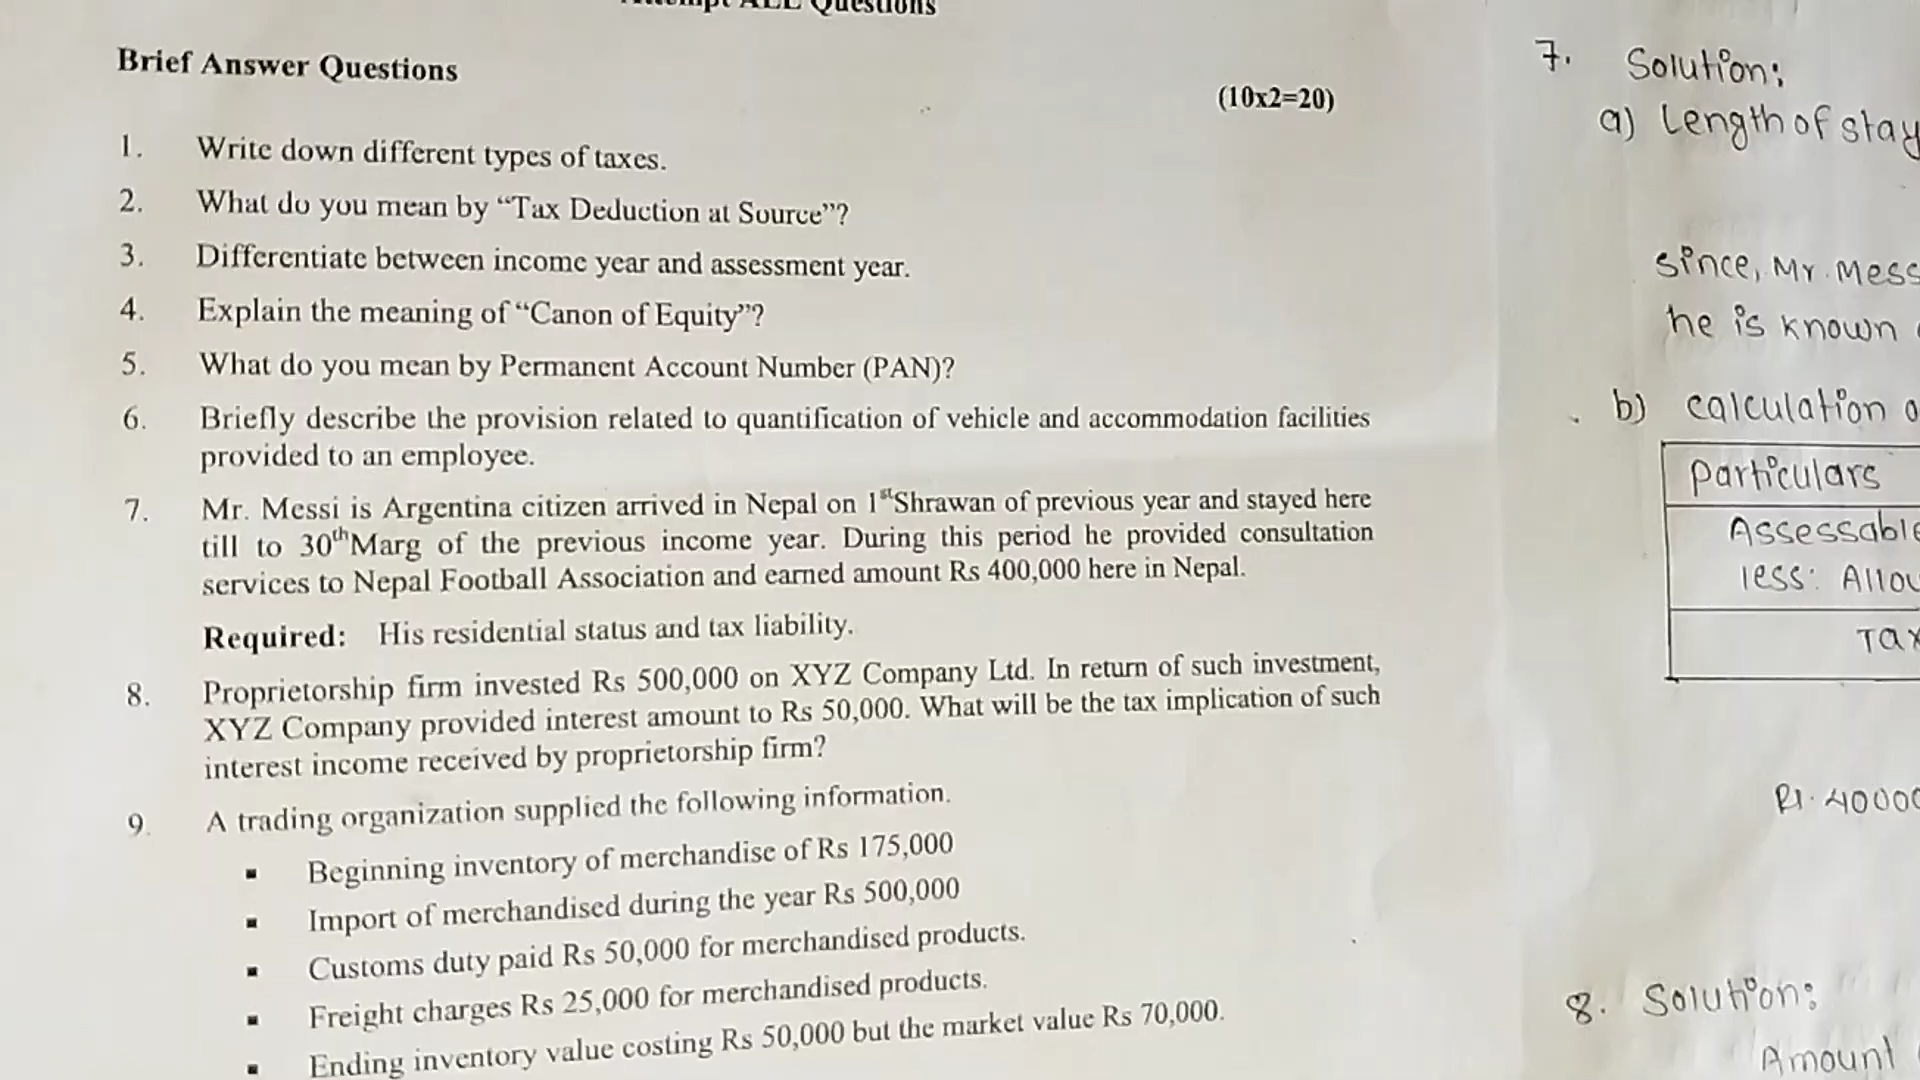 Attempt ALL Questions
Brief Answer Questions
(10x2=20)
1. Write down different types of taxes.
2. What do you mean by “Tax Deduction at Source”?
3. Differentiate between income year and assessment year.
4. Explain the meaning of “Canon of Equity”?
5. What do you mean by Permanent Account Number (PAN)?
6. Briefly describe the provision related to quantification of vehicle and accommodation facilities
provided to an employee.
7. Mr. Messi is Argentina citizen arrived in Nepal on 1st Shrawan of previous year and stayed here
till to 30th Marg of the previous income year. During this period he provided consultation
services to Nepal Football Association and earned amount Rs 400,000 here in Nepal.
Required: His residential status and tax liability.
8. Proprietorship firm invested Rs 500,000 on XYZ Company Ltd. In return of such investment,
XYZ Company provided interest amount to Rs 50,000. What will be the tax implication of such
interest income received by proprietorship firm?
9. A trading organization supplied the following information.
▪ Beginning inventory of merchandise of Rs 175,000
▪ Import of merchandised during the year Rs 500,000
▪ Customs duty paid Rs 50,000 for merchandised products.
▪ Freight charges Rs 25,000 for merchandised products.
▪ Ending inventory value costing Rs 50,000 but the market value Rs 70,000.
7. Solution:
a) Length of stay
since, Mr. Mess
he is known
b) calculation
Particulars
Assessable
less: Allo
Tax
8. Solution:
Amount